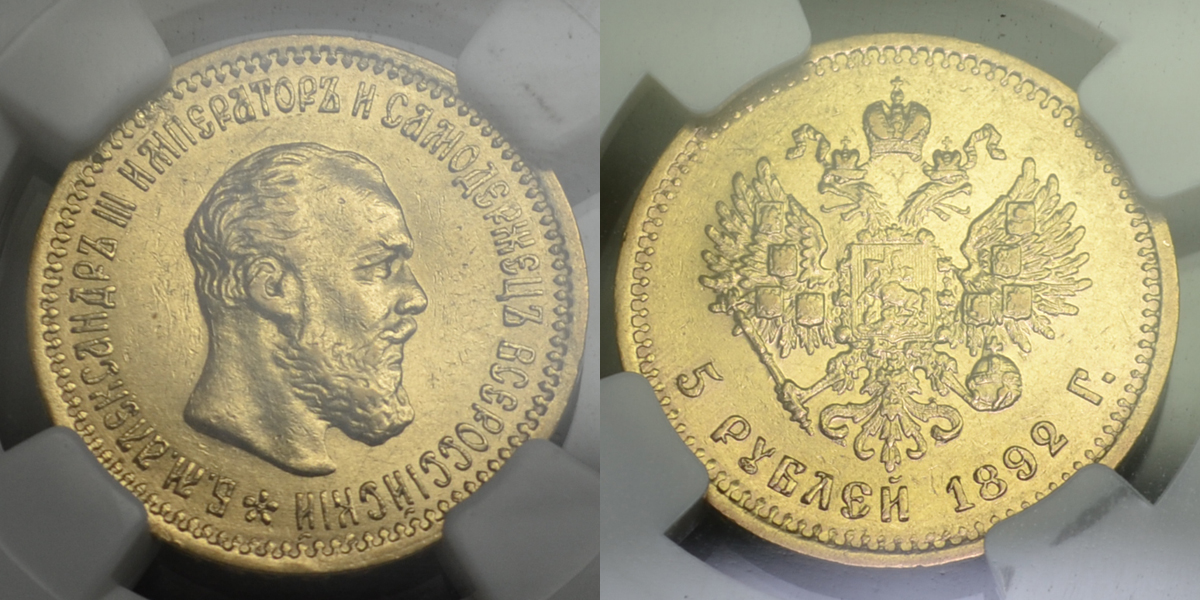 Б.М. АЛЕКСАНДРЪ III ИМПЕРАТОРЪ И САМОДЕРЖЕЦЪ ВСЕРОССІЙСКІЙ
5 РУБЛЕЙ 1892 Г.